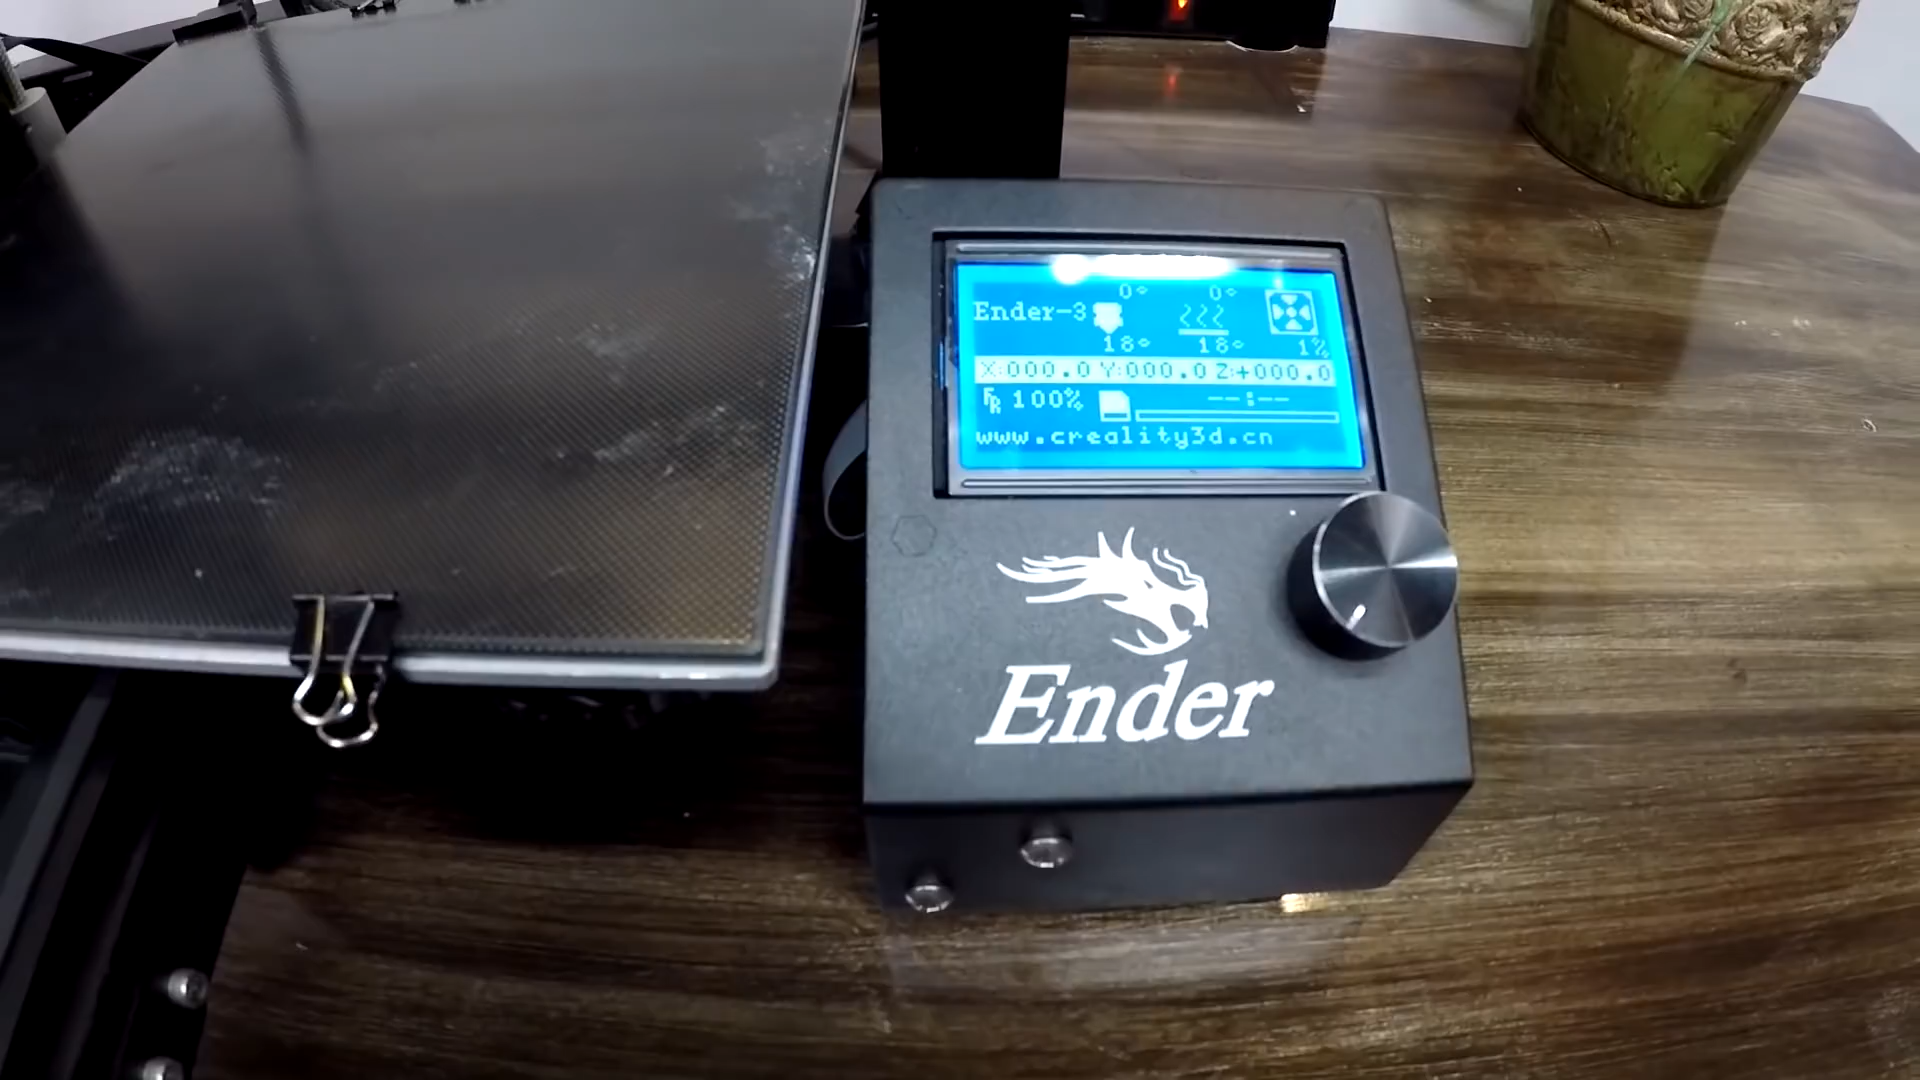 0° 0°
Ender-3
18° 18° 1%
X:000.0 Y:000.0 Z:+000.0
FR 100% --:--
www.creality3d.cn
Ender